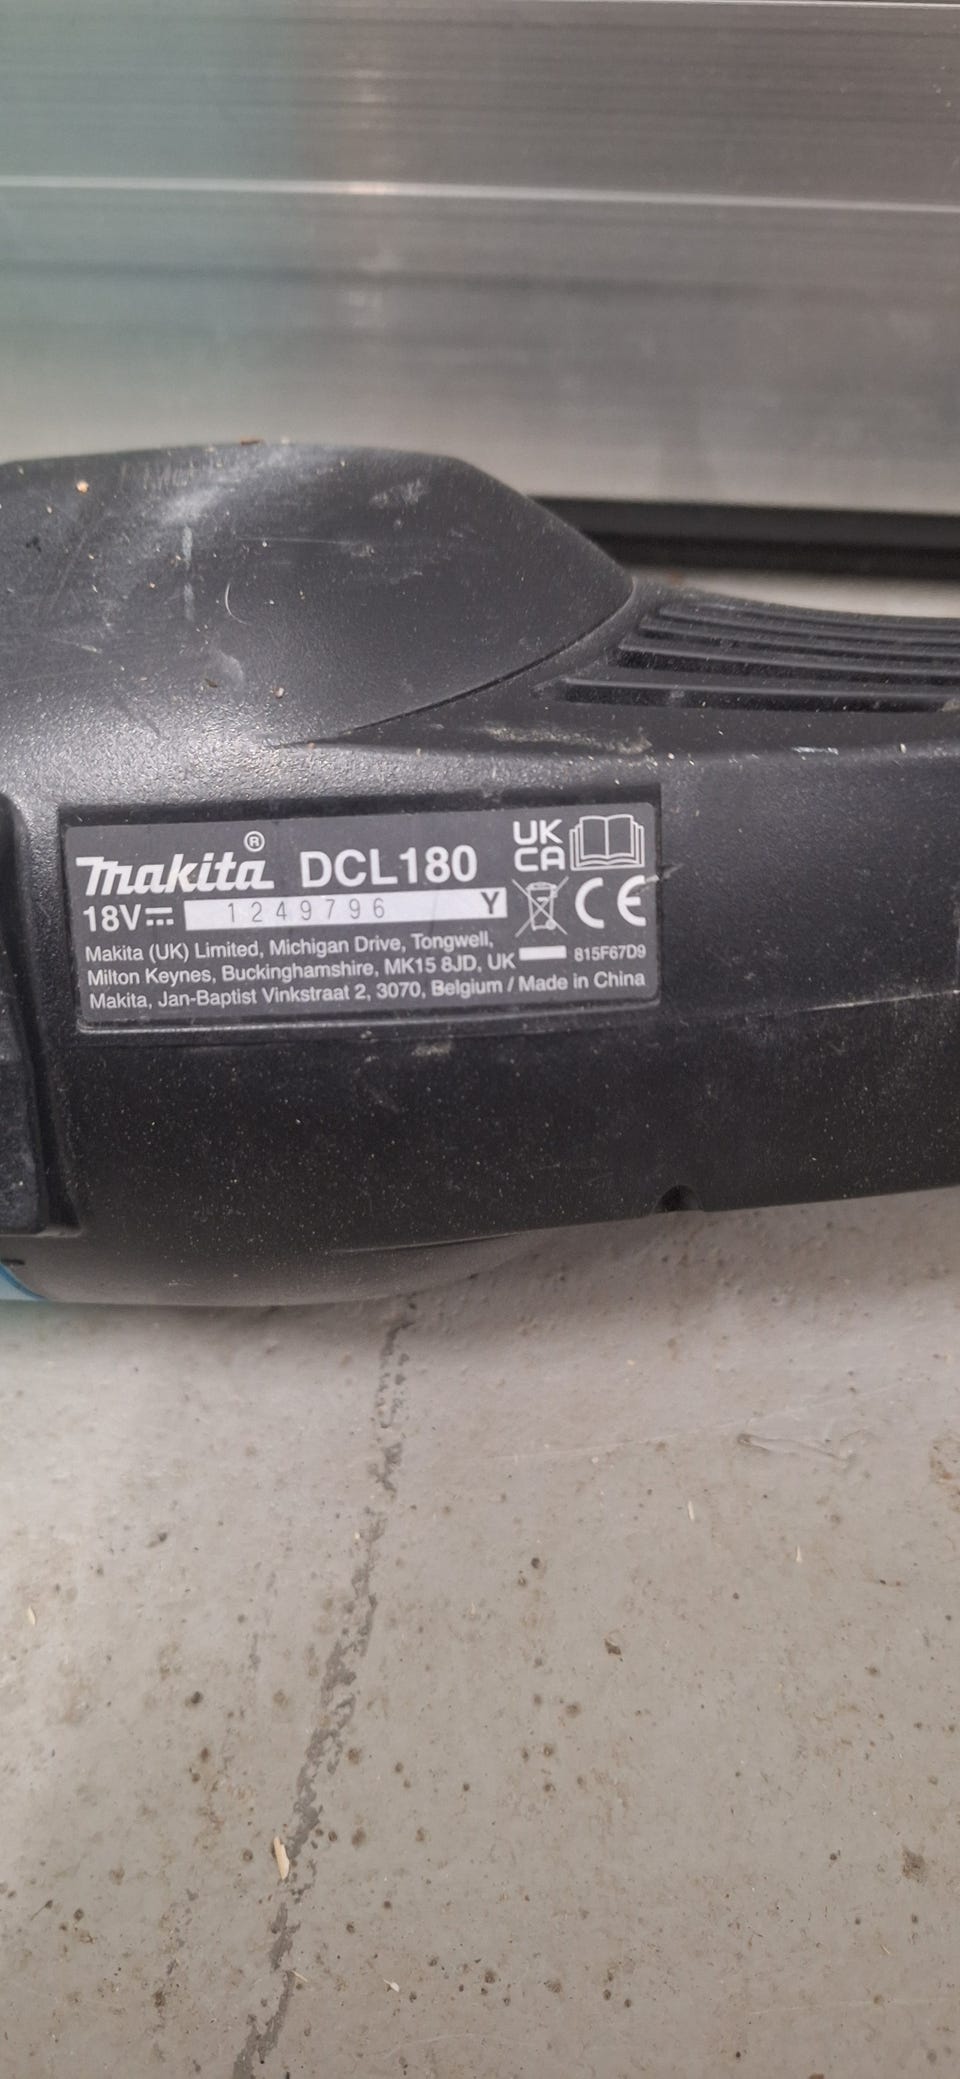 makita® DCL180
UK
CA
18V 1249796 Y
CE
Makita (UK) Limited, Michigan Drive, Tongwell,
Milton Keynes, Buckinghamshire, MK15 8JD, UK
815F67D9
Makita, Jan-Baptist Vinkstraat 2, 3070, Belgium / Made in China